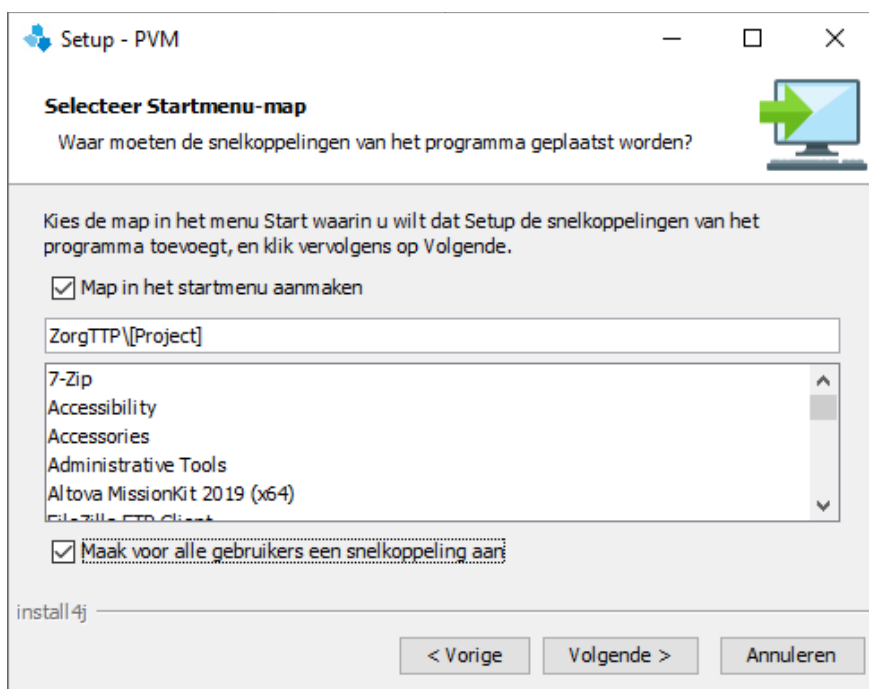 Setup - PVM
Selecteer Startmenu-map
Waar moeten de snelkoppelingen van het programma geplaatst worden?
Kies de map in het menu Start waarin u wilt dat Setup de snelkoppelingen van het
programma toevoegt, en klik vervolgens op Volgende.
Map in het startmenu aanmaken
ZorgTTP\[Project]
7-Zip
Accessibility
Accessories
Administrative Tools
Altova MissionKit 2019 (x64)
FileZilla FTP Client
Maak voor alle gebruikers een snelkoppeling aan
install4j
< Vorige
Volgende >
Annuleren